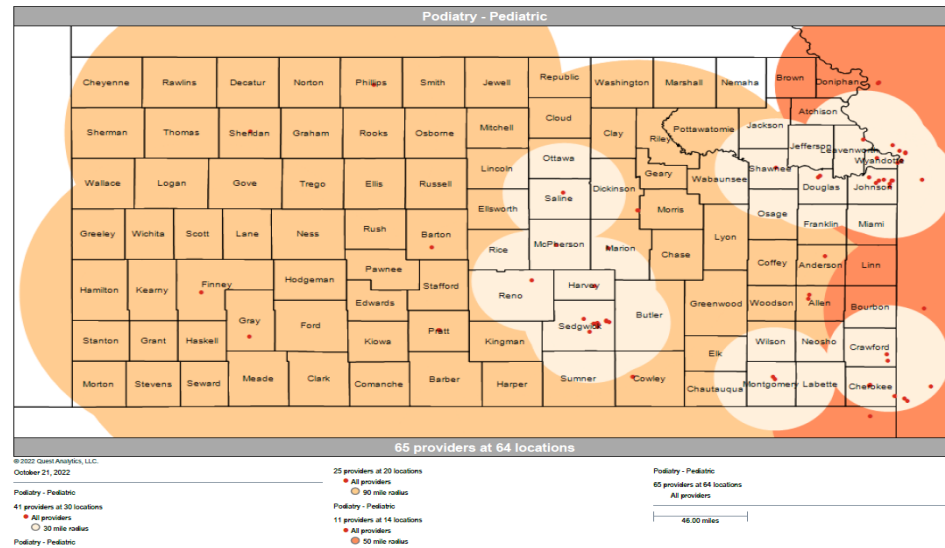 Podiatry - Pediatric
Cheyenne Rawlins Decatur Norton Phillips Smith Jewell Republic Washington Marshall Nemaha Brown Doniphan
Atchison
Sherman Thomas Sheridan Graham Rooks Osborne Mitchell Cloud Clay Riley Pottawatomie Jackson Jefferson Leavenworth
Wyandotte
Lincoln Ottawa Geary Wabaunsee Shawnee Douglas Johnson
Wallace Logan Gove Trego Ellis Russell Saline Dickinson
Ellsworth Morris Osage Franklin Miami
Greeley Wichita Scott Lane Ness Rush Barton Rice McPherson Marion Chase Lyon
Coffey Anderson Linn
Hamilton Kearny Finney Hodgeman Pawnee Stafford Reno Harvey
Edwards Greenwood Woodson Allen Bourbon
Gray Ford Pratt Sedgwick Butler
Stanton Grant Haskell Kiowa Kingman Elk Wilson Neosho Crawford
Morton Stevens Seward Meade Clark Comanche Barber Harper Sumner Cowley Chautauqua Montgomery Labette Cherokee
65 providers at 64 locations
© 2022 Quest Analytics, LLC.
October 21, 2022
Podiatry - Pediatric
41 providers at 30 locations
All providers
30 mile radius
Podiatry - Pediatric
25 providers at 20 locations
All providers
90 mile radius
Podiatry - Pediatric
11 providers at 14 locations
All providers
50 mile radius
Podiatry - Pediatric
65 providers at 64 locations
All providers
46.00 miles